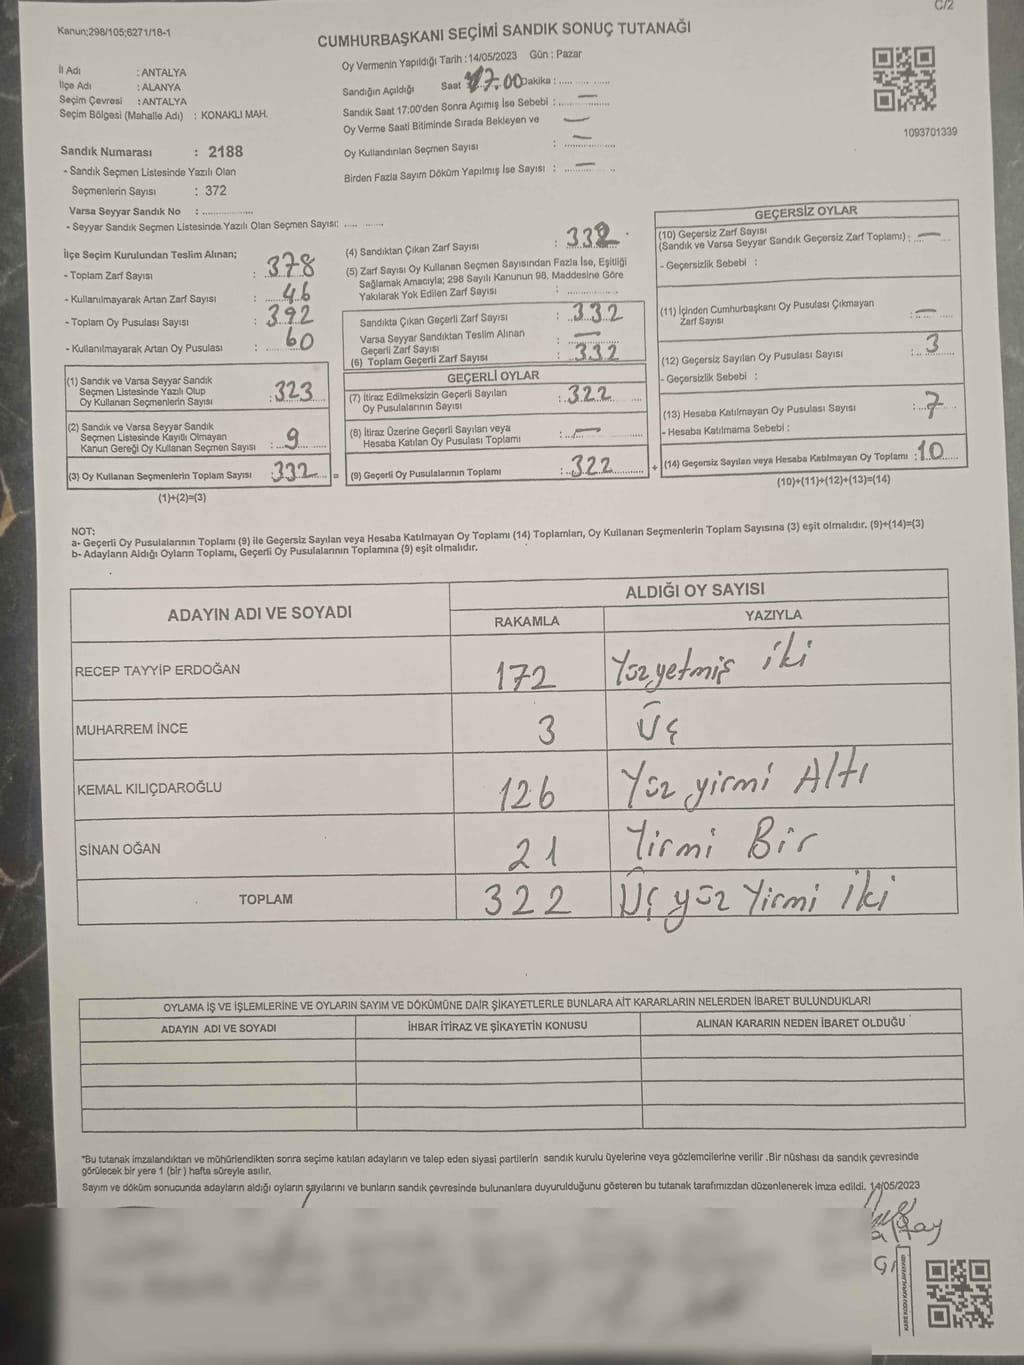 C/2
Kanun;298/105;6271/18-1
CUMHURBAŞKANI SEÇİMİ SANDIK SONUÇ TUTANAĞI
Oy Vermenin Yapıldığı Tarih :14/05/2023 Gün : Pazar
İl Adı : ANTALYA
İlçe Adı : ALANYA
Seçim Çevresi : ANTALYA
Seçim Bölgesi (Mahalle Adı) : KONAKLI MAH.
Sandığın Açıldığı Saat 17.00 Dakika : ..... ... .......
Sandık Saat 17:00'den Sonra Açımış İse Sebebi : —
Oy Verme Saati Bitiminde Sırada Bekleyen ve —
Oy Kullandırılan Seçmen Sayısı : —
Birden Fazla Sayım Döküm Yapılmış İse Sayısı : —
1093701339
Sandık Numarası : 2188
- Sandık Seçmen Listesinde Yazılı Olan
Seçmenlerin Sayısı : 372
Varsa Seyyar Sandık No : ..................
- Seyyar Sandık Seçmen Listesinde Yazılı Olan Seçmen Sayısı: .... .. .......
İlçe Seçim Kurulundan Teslim Alınan;
- Toplam Zarf Sayısı : 378
- Kullanılmayarak Artan Zarf Sayısı : 46
- Toplam Oy Pusulası Sayısı : 392
- Kullanılmayarak Artan Oy Pusulası : 60
(1) Sandık ve Varsa Seyyar Sandık
Seçmen Listesinde Yazılı Olup
Oy Kullanan Seçmenlerin Sayısı : 323
(2) Sandık ve Varsa Seyyar Sandık
Seçmen Listesinde Kayıtlı Olmayan
Kanun Gereği Oy Kullanan Seçmen Sayısı : 9
(3) Oy Kullanan Seçmenlerin Toplam Sayısı : 332 =
(1)+(2)=(3)
(4) Sandıktan Çıkan Zarf Sayısı : 332
(5) Zarf Sayısı Oy Kullanan Seçmen Sayısından Fazla İse, Eşitliği
Sağlamak Amacıyla; 298 Sayılı Kanunun 98. Maddesine Göre
Yakılarak Yok Edilen Zarf Sayısı : ..................
Sandıkta Çıkan Geçerli Zarf Sayısı : 332
Varsa Seyyar Sandıktan Teslim Alınan
Geçerli Zarf Sayısı : —
(6) Toplam Geçerli Zarf Sayısı : 332
GEÇERLİ OYLAR
(7) İtiraz Edilmeksizin Geçerli Sayılan
Oy Pusulalarının Sayısı : 322
(8) İtiraz Üzerine Geçerli Sayılan veya
Hesaba Katılan Oy Pusulası Toplamı : —
(9) Geçerli Oy Pusulalarının Toplamı : 322 +
GEÇERSİZ OYLAR
(10) Geçersiz Zarf Sayısı
(Sandık ve Varsa Seyyar Sandık Geçersiz Zarf Toplamı) : —
- Geçersizlik Sebebi :
(11) İçinden Cumhurbaşkanı Oy Pusulası Çıkmayan
Zarf Sayısı : —
(12) Geçersiz Sayılan Oy Pusulası Sayısı : 3
- Geçersizlik Sebebi :
(13) Hesaba Katılmayan Oy Pusulası Sayısı : 7
- Hesaba Katılmama Sebebi :
(14) Geçersiz Sayılan veya Hesaba Katılmayan Oy Toplamı : 10
(10)+(11)+(12)+(13)=(14)
NOT:
a- Geçerli Oy Pusulalarının Toplamı (9) ile Geçersiz Sayılan veya Hesaba Katılmayan Oy Toplamı (14) Toplamları, Oy Kullanan Seçmenlerin Toplam Sayısına (3) eşit olmalıdır. (9)+(14)=(3)
b- Adayların Aldığı Oyların Toplamı, Geçerli Oy Pusulalarının Toplamına (9) eşit olmalıdır.
ADAYIN ADI VE SOYADI ALDIĞI OY SAYISI
RAKAMLA YAZIYLA
RECEP TAYYİP ERDOĞAN 172 Yüzyetmiş iki
MUHARREM İNCE 3 Üç
KEMAL KILIÇDAROĞLU 126 Yüz yirmi Altı
SİNAN OĞAN 21 Yirmi Bir
TOPLAM 322 Üç yüz Yirmi İki
OYLAMA İŞ VE İŞLEMLERİNE VE OYLARIN SAYIM VE DÖKÜMÜNE DAİR ŞİKAYETLERLE BUNLARA AİT KARARLARIN NELERDEN İBARET BULUNDUKLARI
ADAYIN ADI VE SOYADI İHBAR İTİRAZ VE ŞİKAYETİN KONUSU ALINAN KARARIN NEDEN İBARET OLDUĞU
*Bu tutanak imzalandıktan ve mühürlendikten sonra seçime katılan adayların ve talep eden siyasi partilerin sandık kurulu üyelerine veya gözlemcilerine verilir .Bir nüshası da sandık çevresinde
görülecek bir yere 1 (bir ) hafta süreyle asılır.
Sayım ve döküm sonucunda adayların aldığı oyların sayılarını ve bunların sandık çevresinde bulunanlara duyurulduğunu gösteren bu tutanak tarafımızdan düzenlenerek imza edildi. 14/05/2023